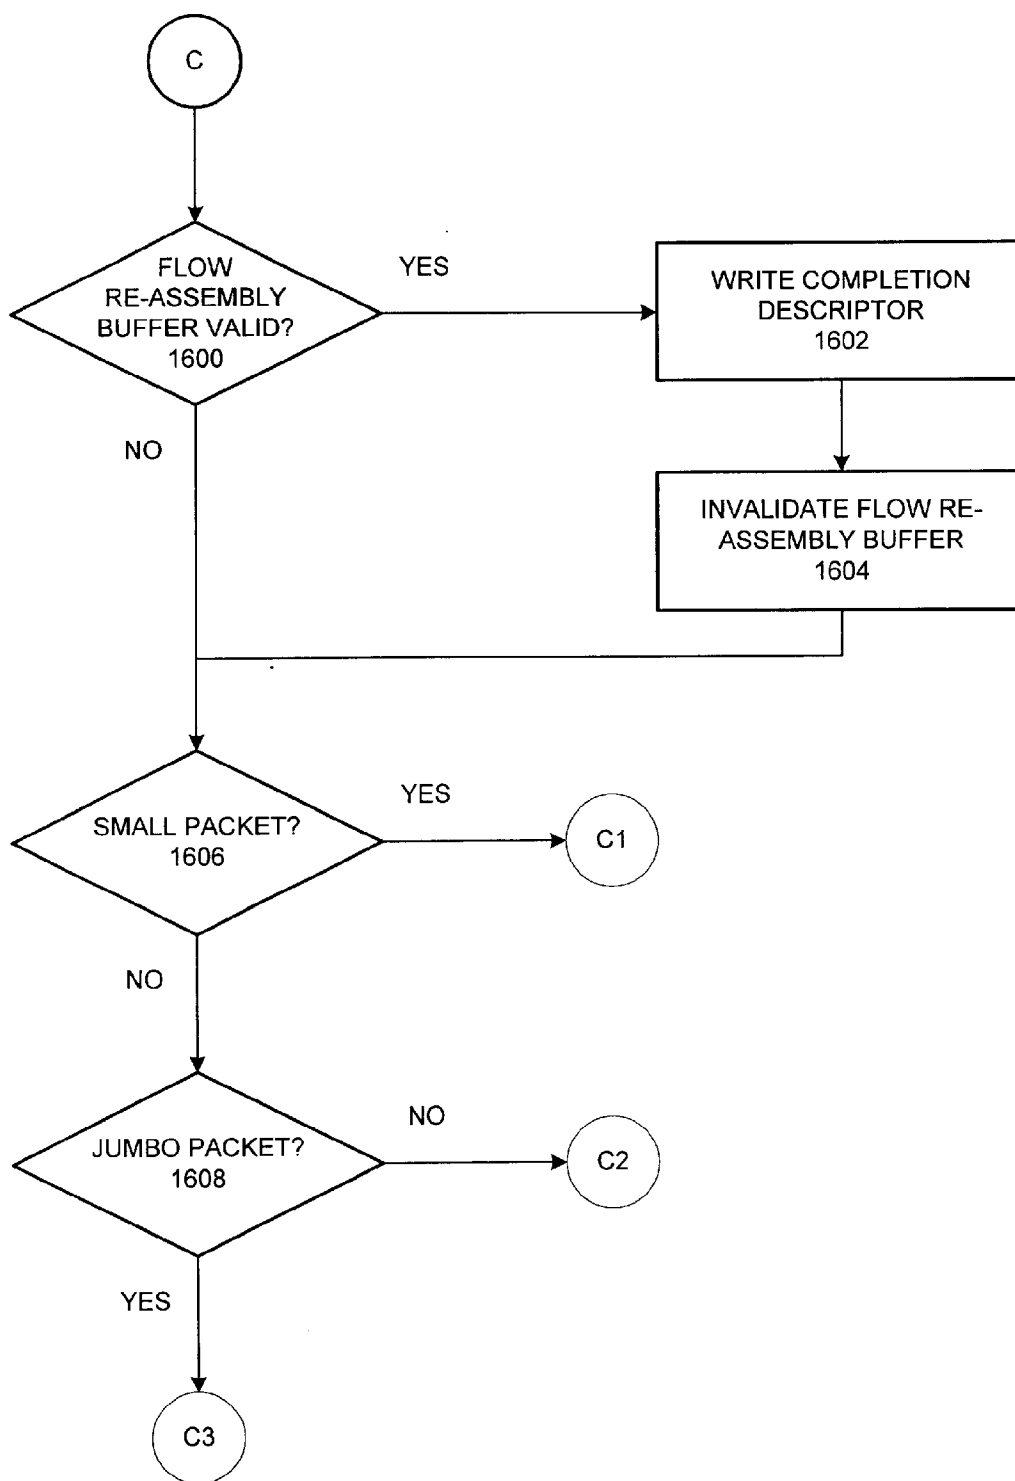 C
FLOW
RE-ASSEMBLY
BUFFER VALID?
1600
YES
WRITE COMPLETION
DESCRIPTOR
1602
NO
INVALIDATE FLOW RE-
ASSEMBLY BUFFER
1604
SMALL PACKET?
1606
YES
C1
NO
JUMBO PACKET?
1608
NO
C2
YES
C3